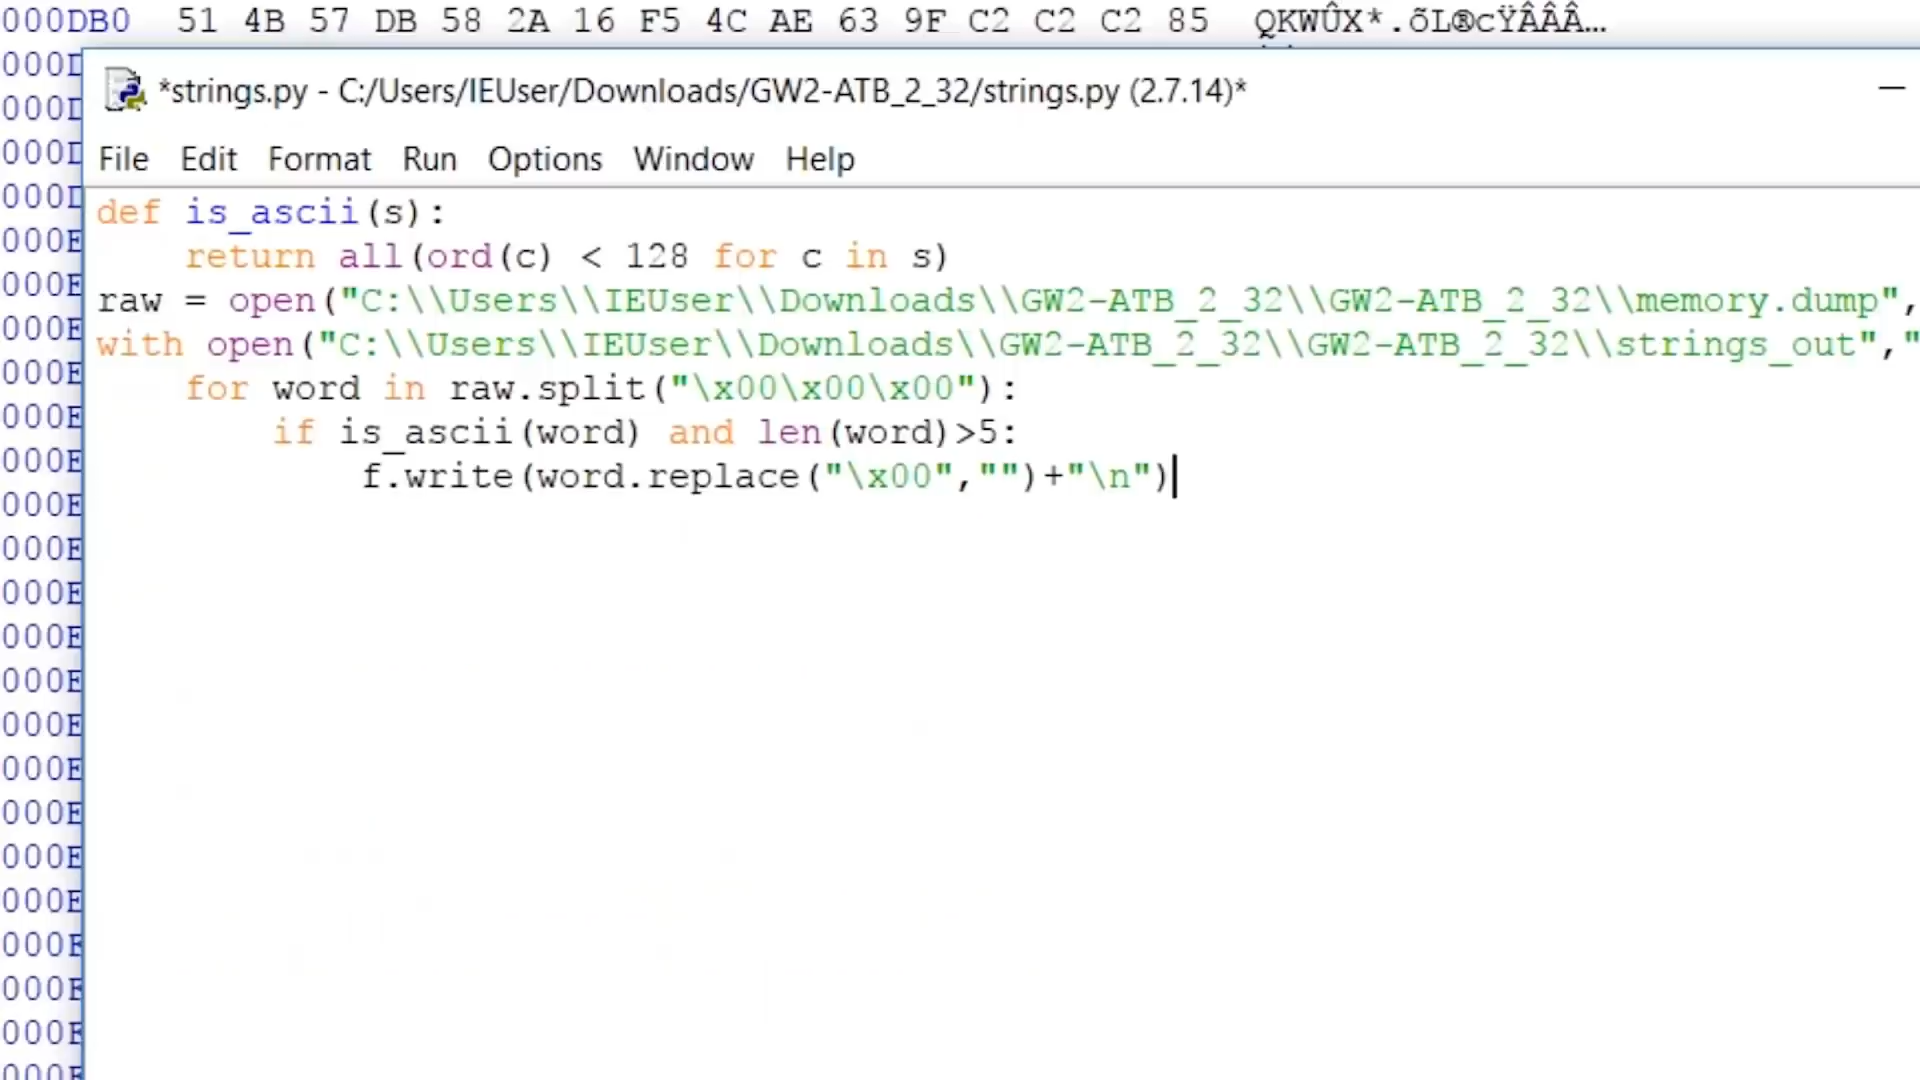 000DB0 51 4B 57 DB 58 2A 16 F5 4C AE 63 9F C2 C2 C2 85 QKWÛX*.õL®cŸÂÂÂ…
*strings.py - C:/Users/IEUser/Downloads/GW2-ATB_2_32/strings.py (2.7.14)*
File Edit Format Run Options Window Help
def is_ascii(s):
    return all(ord(c) < 128 for c in s)
raw = open("C:\\Users\\IEUser\\Downloads\\GW2-ATB_2_32\\GW2-ATB_2_32\\memory.dump",
with open("C:\\Users\\IEUser\\Downloads\\GW2-ATB_2_32\\GW2-ATB_2_32\\strings_out","
    for word in raw.split("\x00\x00\x00"):
        if is_ascii(word) and len(word)>5:
            f.write(word.replace("\x00","")+"\n")